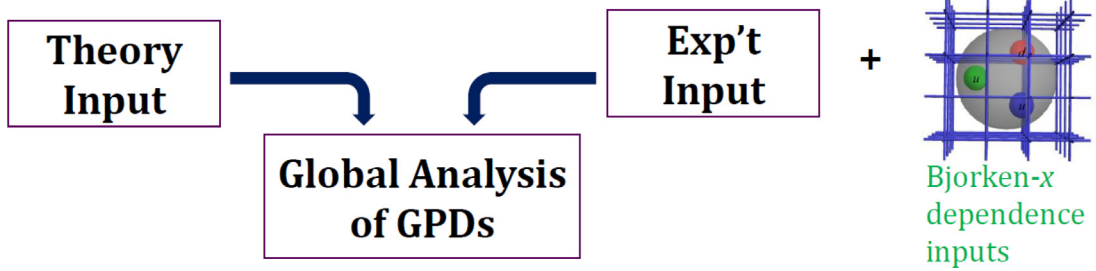 Theory
Input
Exp't
Input
+
d
u
u
Global Analysis
of GPDs
Bjorken-x
dependence
inputs